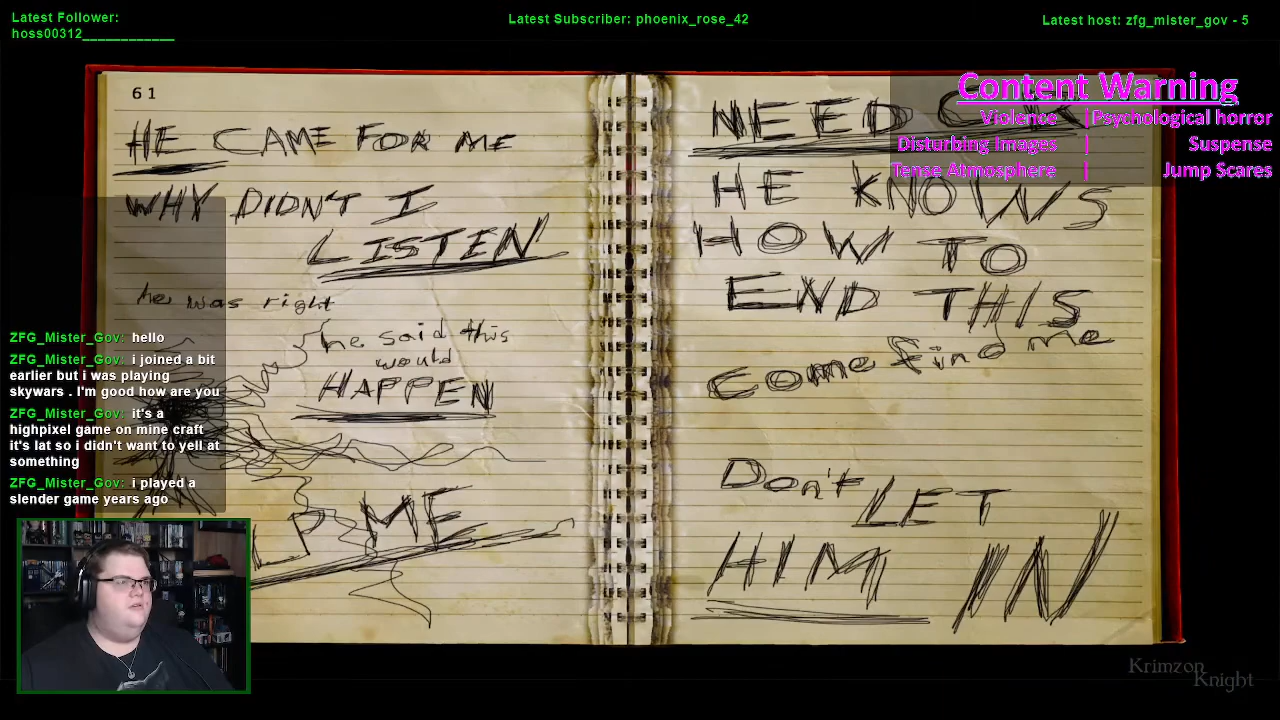 Latest Follower:
hoss00312____________
Latest Subscriber: phoenix_rose_42
Latest host: zfg_mister_gov - 5
Content Warning
Violence | Psychological horror
Disturbing Images | Suspense
Tense Atmosphere | Jump Scares
61
HE CAME FOR ME
WHY DIDN'T I
LISTEN
he was right
he said this
would
HAPPEN
ME
NEED
HE KNOWS
HOW TO
END THIS
come find me
Don't LET
HIM IN
ZFG_Mister_Gov: hello
ZFG_Mister_Gov: i joined a bit
earlier but i was playing
skywars . I'm good how are you
ZFG_Mister_Gov: it's a
highpixel game on mine craft
it's lat so i didn't want to yell at
something
ZFG_Mister_Gov: i played a
slender game years ago
Krimzon
Knight